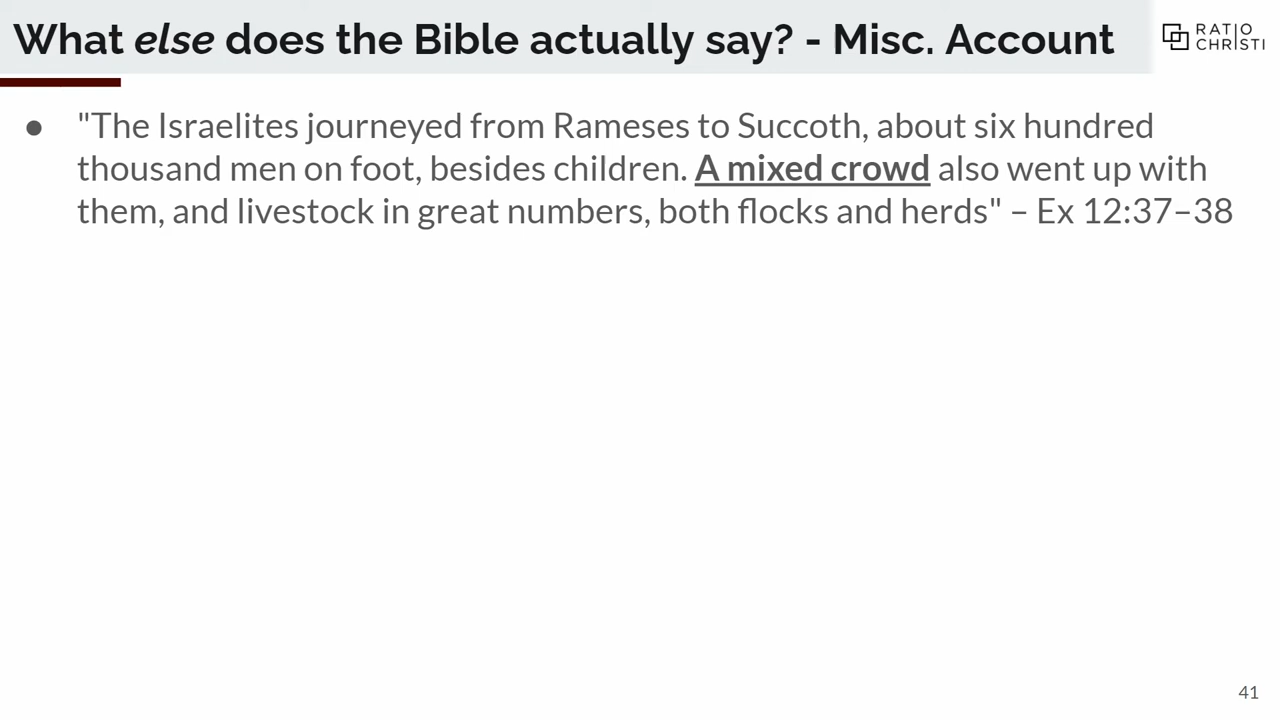 What else does the Bible actually say? - Misc. Account
RATIO
CHRISTI
● "The Israelites journeyed from Rameses to Succoth, about six hundred
thousand men on foot, besides children. A mixed crowd also went up with
them, and livestock in great numbers, both flocks and herds" – Ex 12:37–38
41